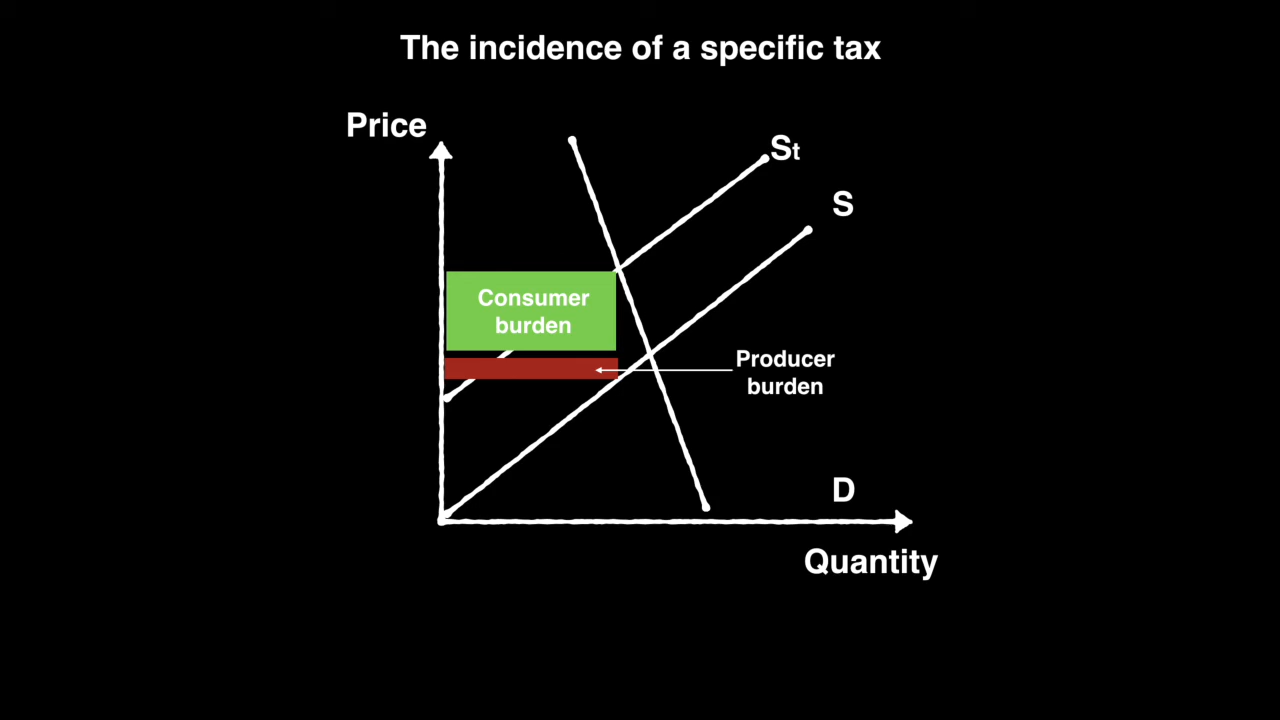 The incidence of a specific tax
Price
St
S
Consumer
burden
Producer
burden
D
Quantity